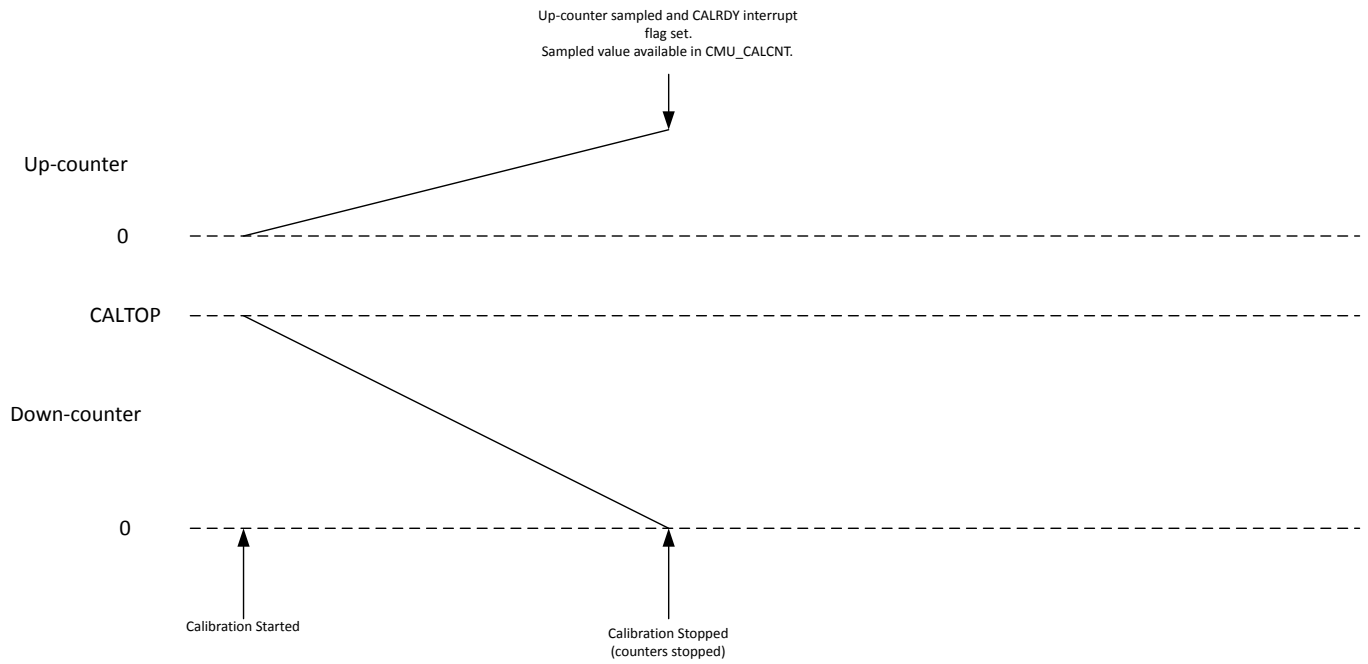 Up-counter sampled and CALRDY interrupt
flag set.
Sampled value available in CMU_CALCNT.
Up-counter
0
CALTOP
Down-counter
0
Calibration Started
Calibration Stopped
(counters stopped)